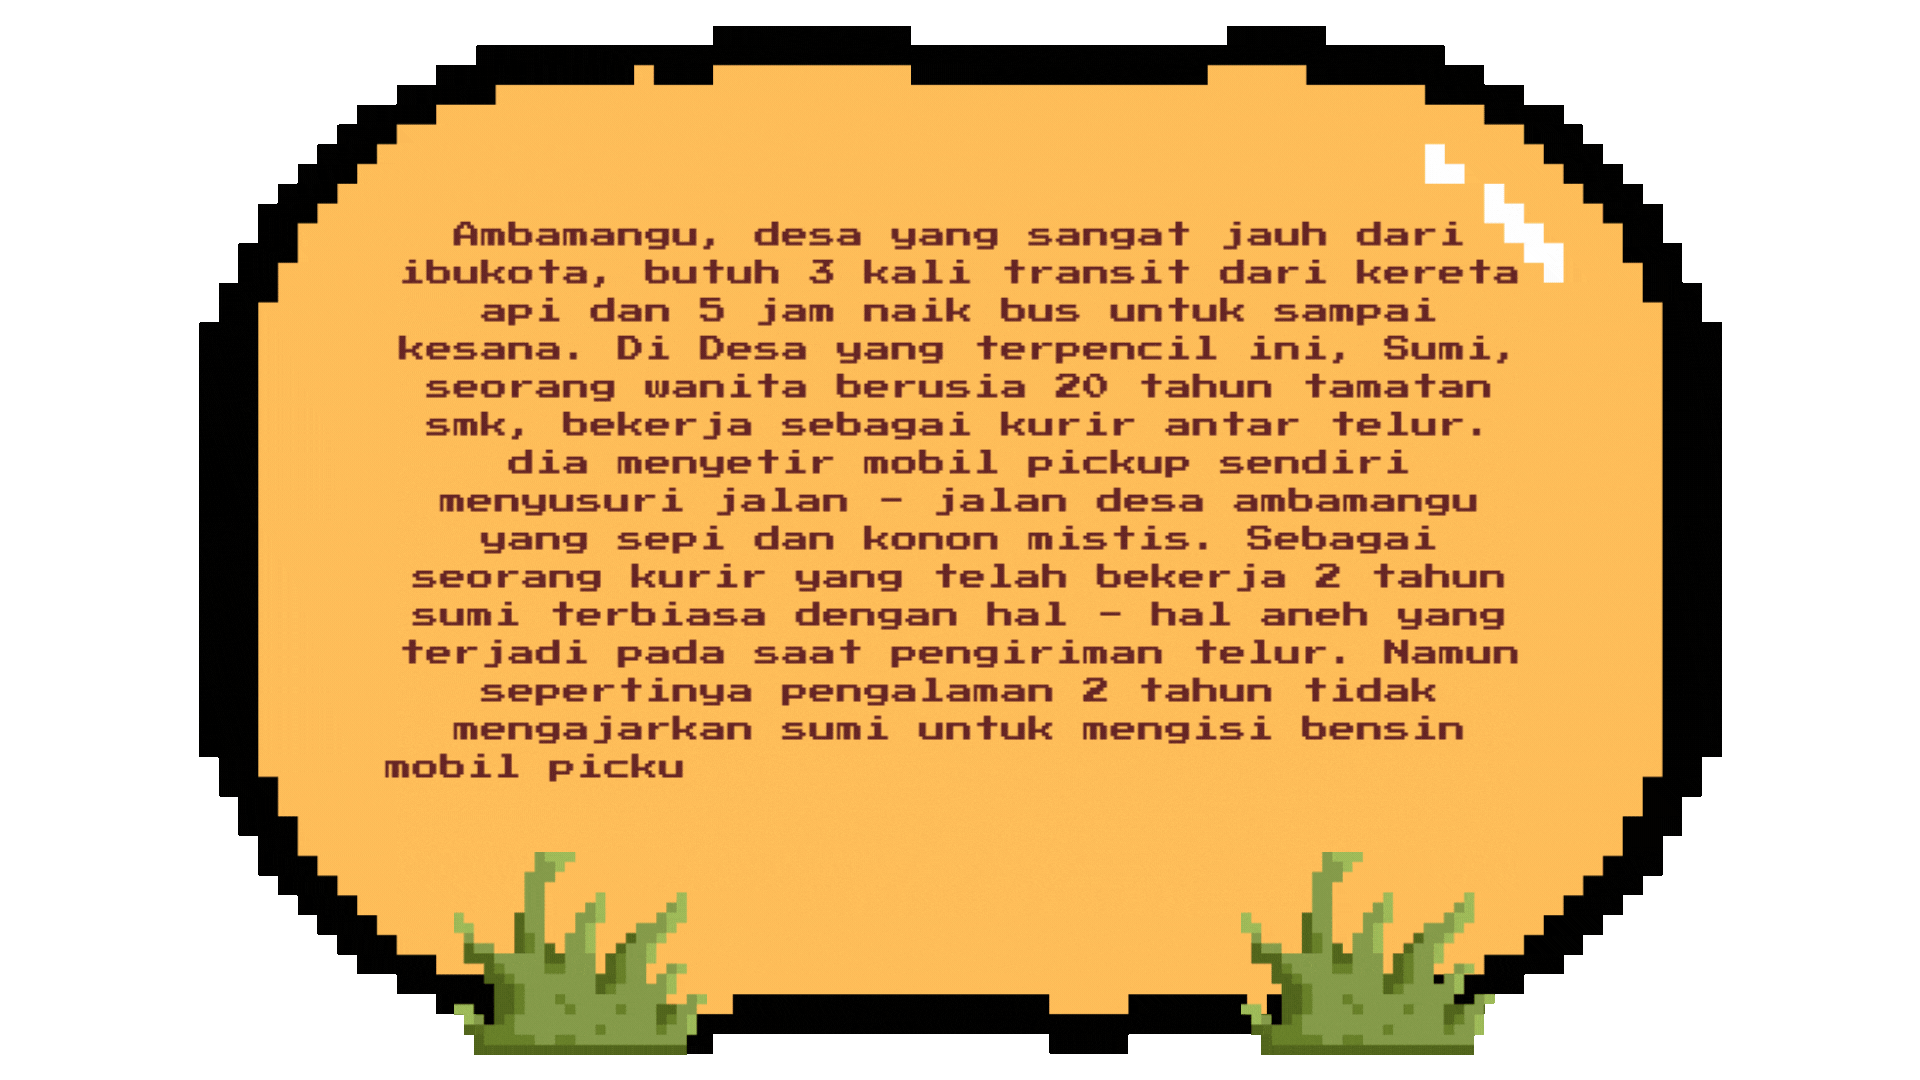 Ambamangu, desa yang sangat jauh dari
ibukota, butuh 3 kali transit dari kereta
api dan 5 jam naik bus untuk sampai
kesana. Di Desa yang terpencil ini, Sumi,
seorang wanita berusia 20 tahun tamatan
smk, bekerja sebagai kurir antar telur.
dia menyetir mobil pickup sendiri
menyusuri jalan - jalan desa ambamangu
yang sepi dan konon mistis. Sebagai
seorang kurir yang telah bekerja 2 tahun
sumi terbiasa dengan hal - hal aneh yang
terjadi pada saat pengiriman telur. Namun
sepertinya pengalaman 2 tahun tidak
mengajarkan sumi untuk mengisi bensin
mobil picku